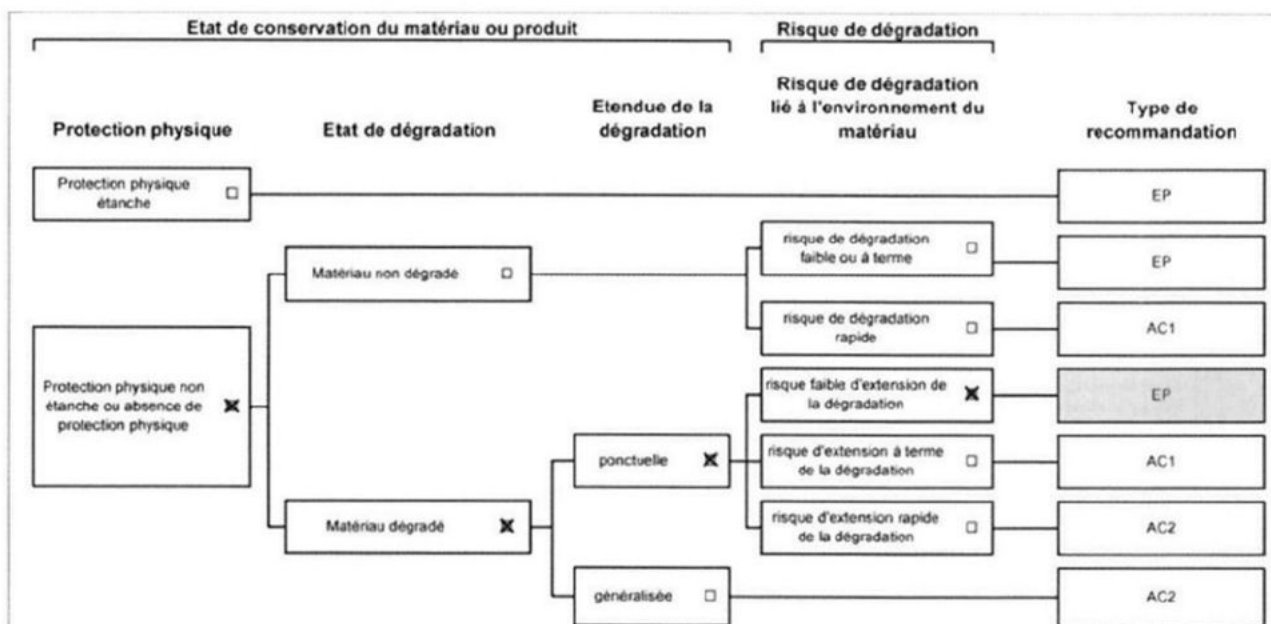 Etat de conservation du matériau ou produit
Risque de dégradation
Protection physique
Etat de dégradation
Etendue de la
dégradation
Risque de dégradation
lié à l'environnement du
matériau
Type de
recommandation
Protection physique
étanche
EP
Matériau non dégradé
risque de dégradation
faible ou à terme
EP
risque de dégradation
rapide
AC1
Protection physique non
étanche ou absence de
protection physique
risque faible d'extension de
la dégradation
EP
ponctuelle
risque d'extension à terme
de la dégradation
AC1
Matériau dégradé
risque d'extension rapide
de la dégradation
AC2
généralisée
AC2